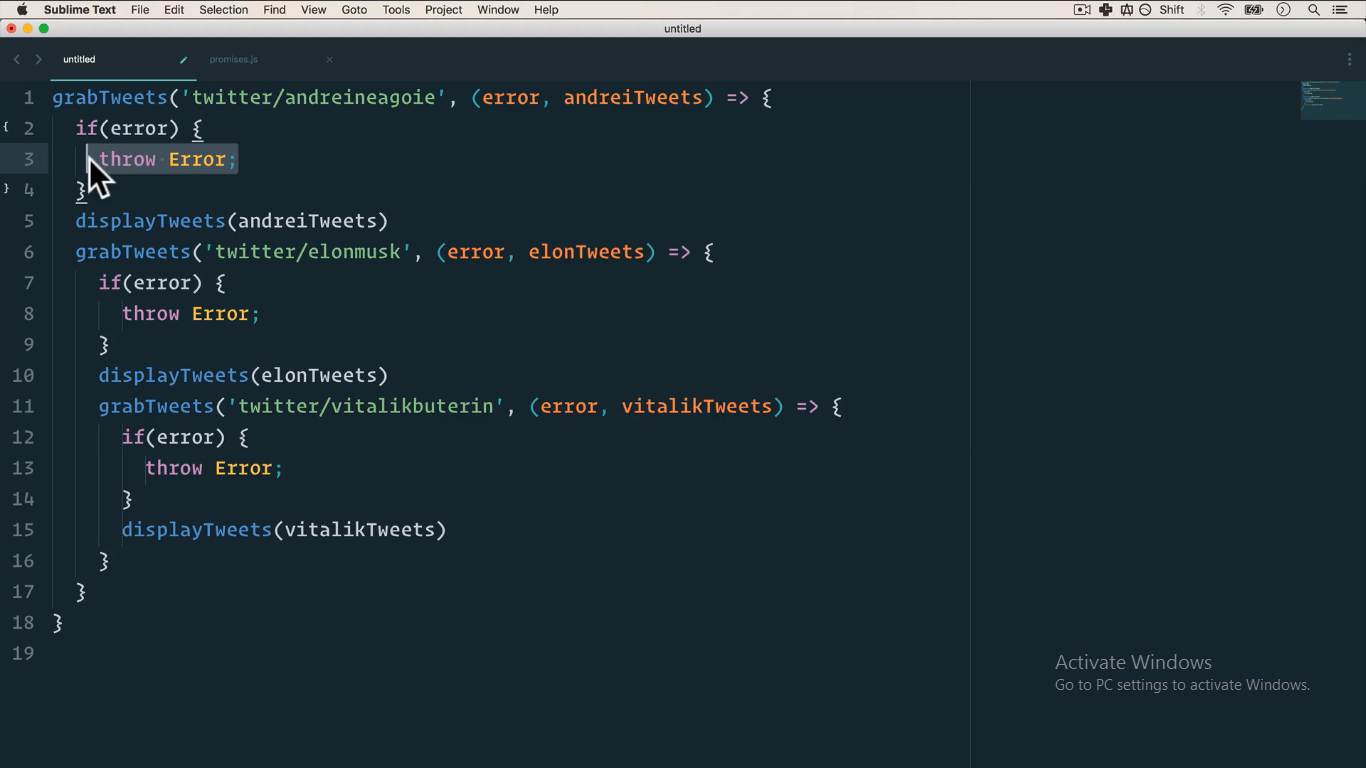 Sublime Text File Edit Selection Find View Goto Tools Project Window Help Shift
untitled
untitled promises.js ×
1 grabTweets('twitter/andreineagoie', (error, andreiTweets) => {
2 if(error) {
3 throw Error;
4 }
5 displayTweets(andreiTweets)
6 grabTweets('twitter/elonmusk', (error, elonTweets) => {
7 if(error) {
8 throw Error;
9 }
10 displayTweets(elonTweets)
11 grabTweets('twitter/vitalikbuterin', (error, vitalikTweets) => {
12 if(error) {
13 throw Error;
14 }
15 displayTweets(vitalikTweets)
16 }
17 }
18 }
19
Activate Windows
Go to PC settings to activate Windows.